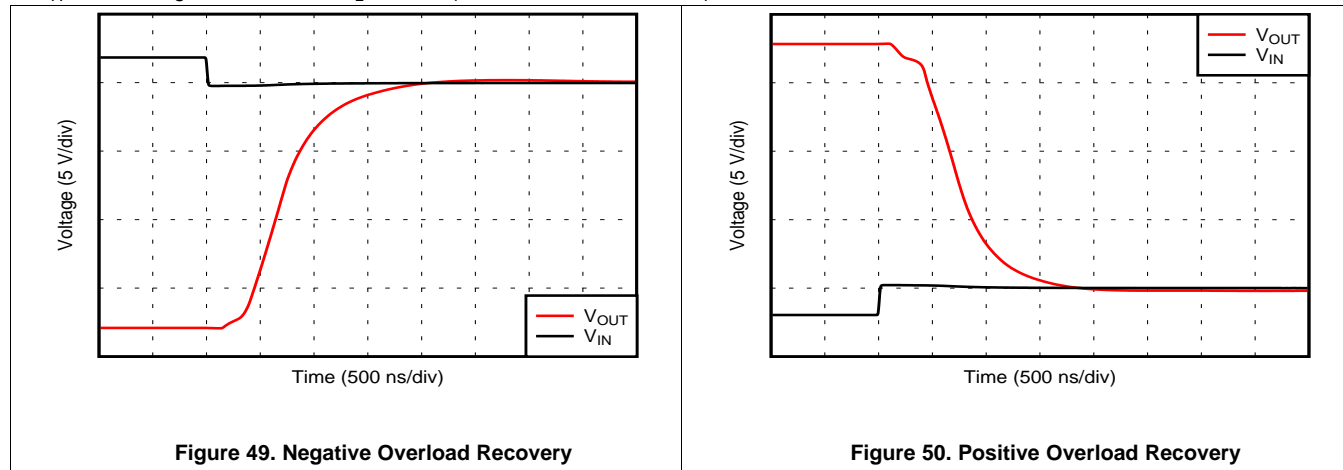 Voltage (5 V/div)
VOUT
VIN
Time (500 ns/div)
Figure 49. Negative Overload Recovery
Voltage (5 V/div)
VOUT
VIN
Time (500 ns/div)
Figure 50. Positive Overload Recovery